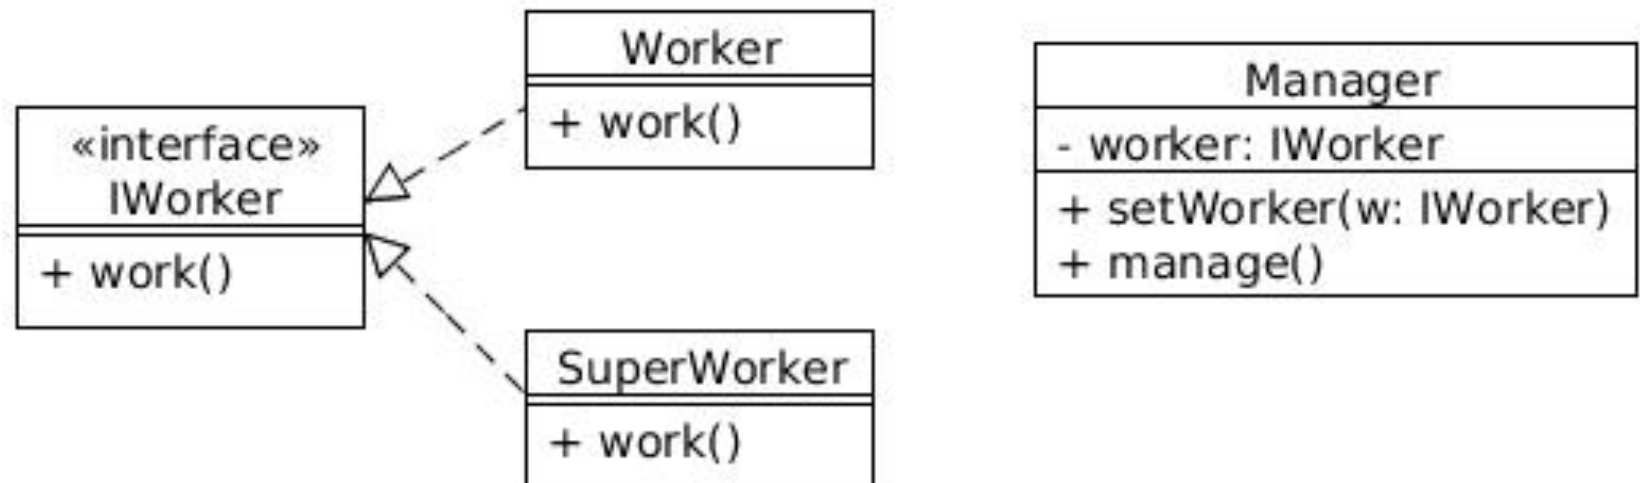 «interface»
IWorker
+ work()
Worker
+ work()
SuperWorker
+ work()
Manager
- worker: IWorker
+ setWorker(w: IWorker)
+ manage()